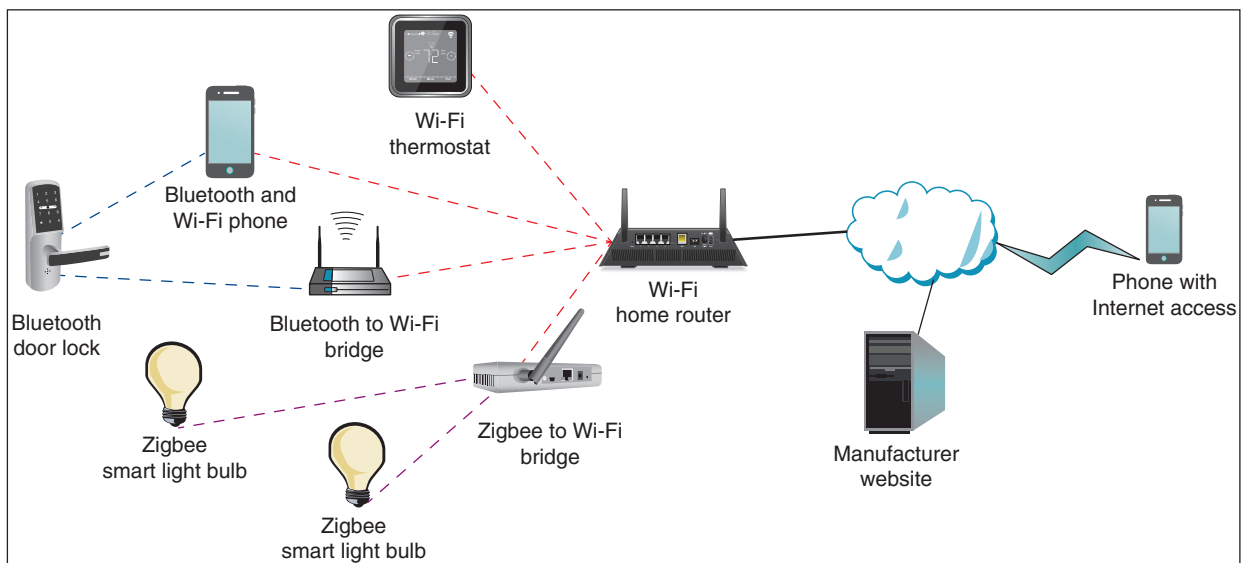 72
Wi-Fi
thermostat
Bluetooth and
Wi-Fi phone
Bluetooth
door lock
Bluetooth to Wi-Fi
bridge
Wi-Fi
home router
Phone with
Internet access
Zigbee
smart light bulb
Zigbee to Wi-Fi
bridge
Manufacturer
website
Zigbee
smart light bulb